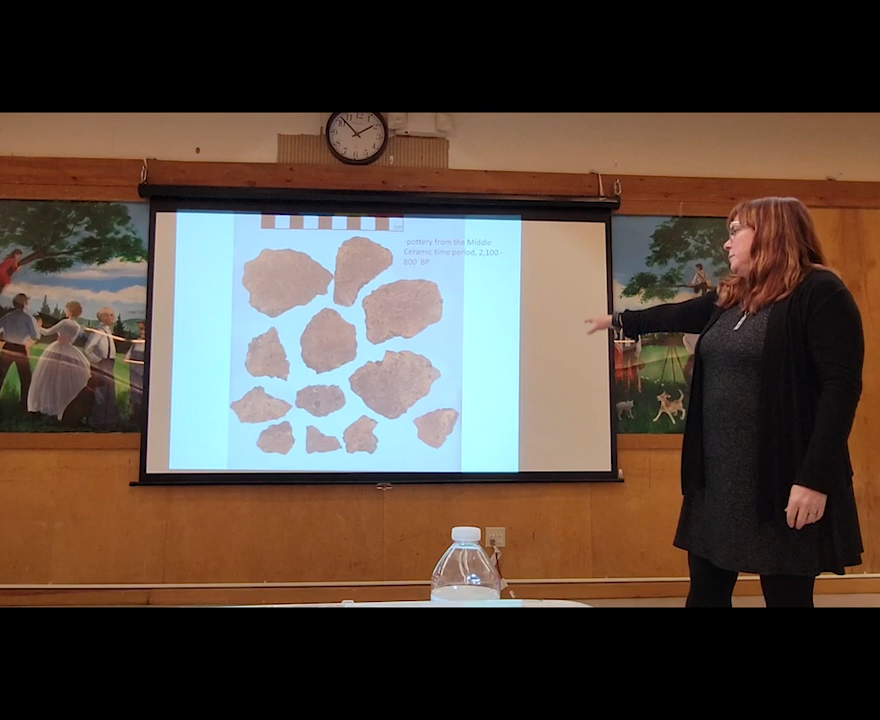 -pottery from the Middle
Ceramic time period, 2,100 -
800 BP